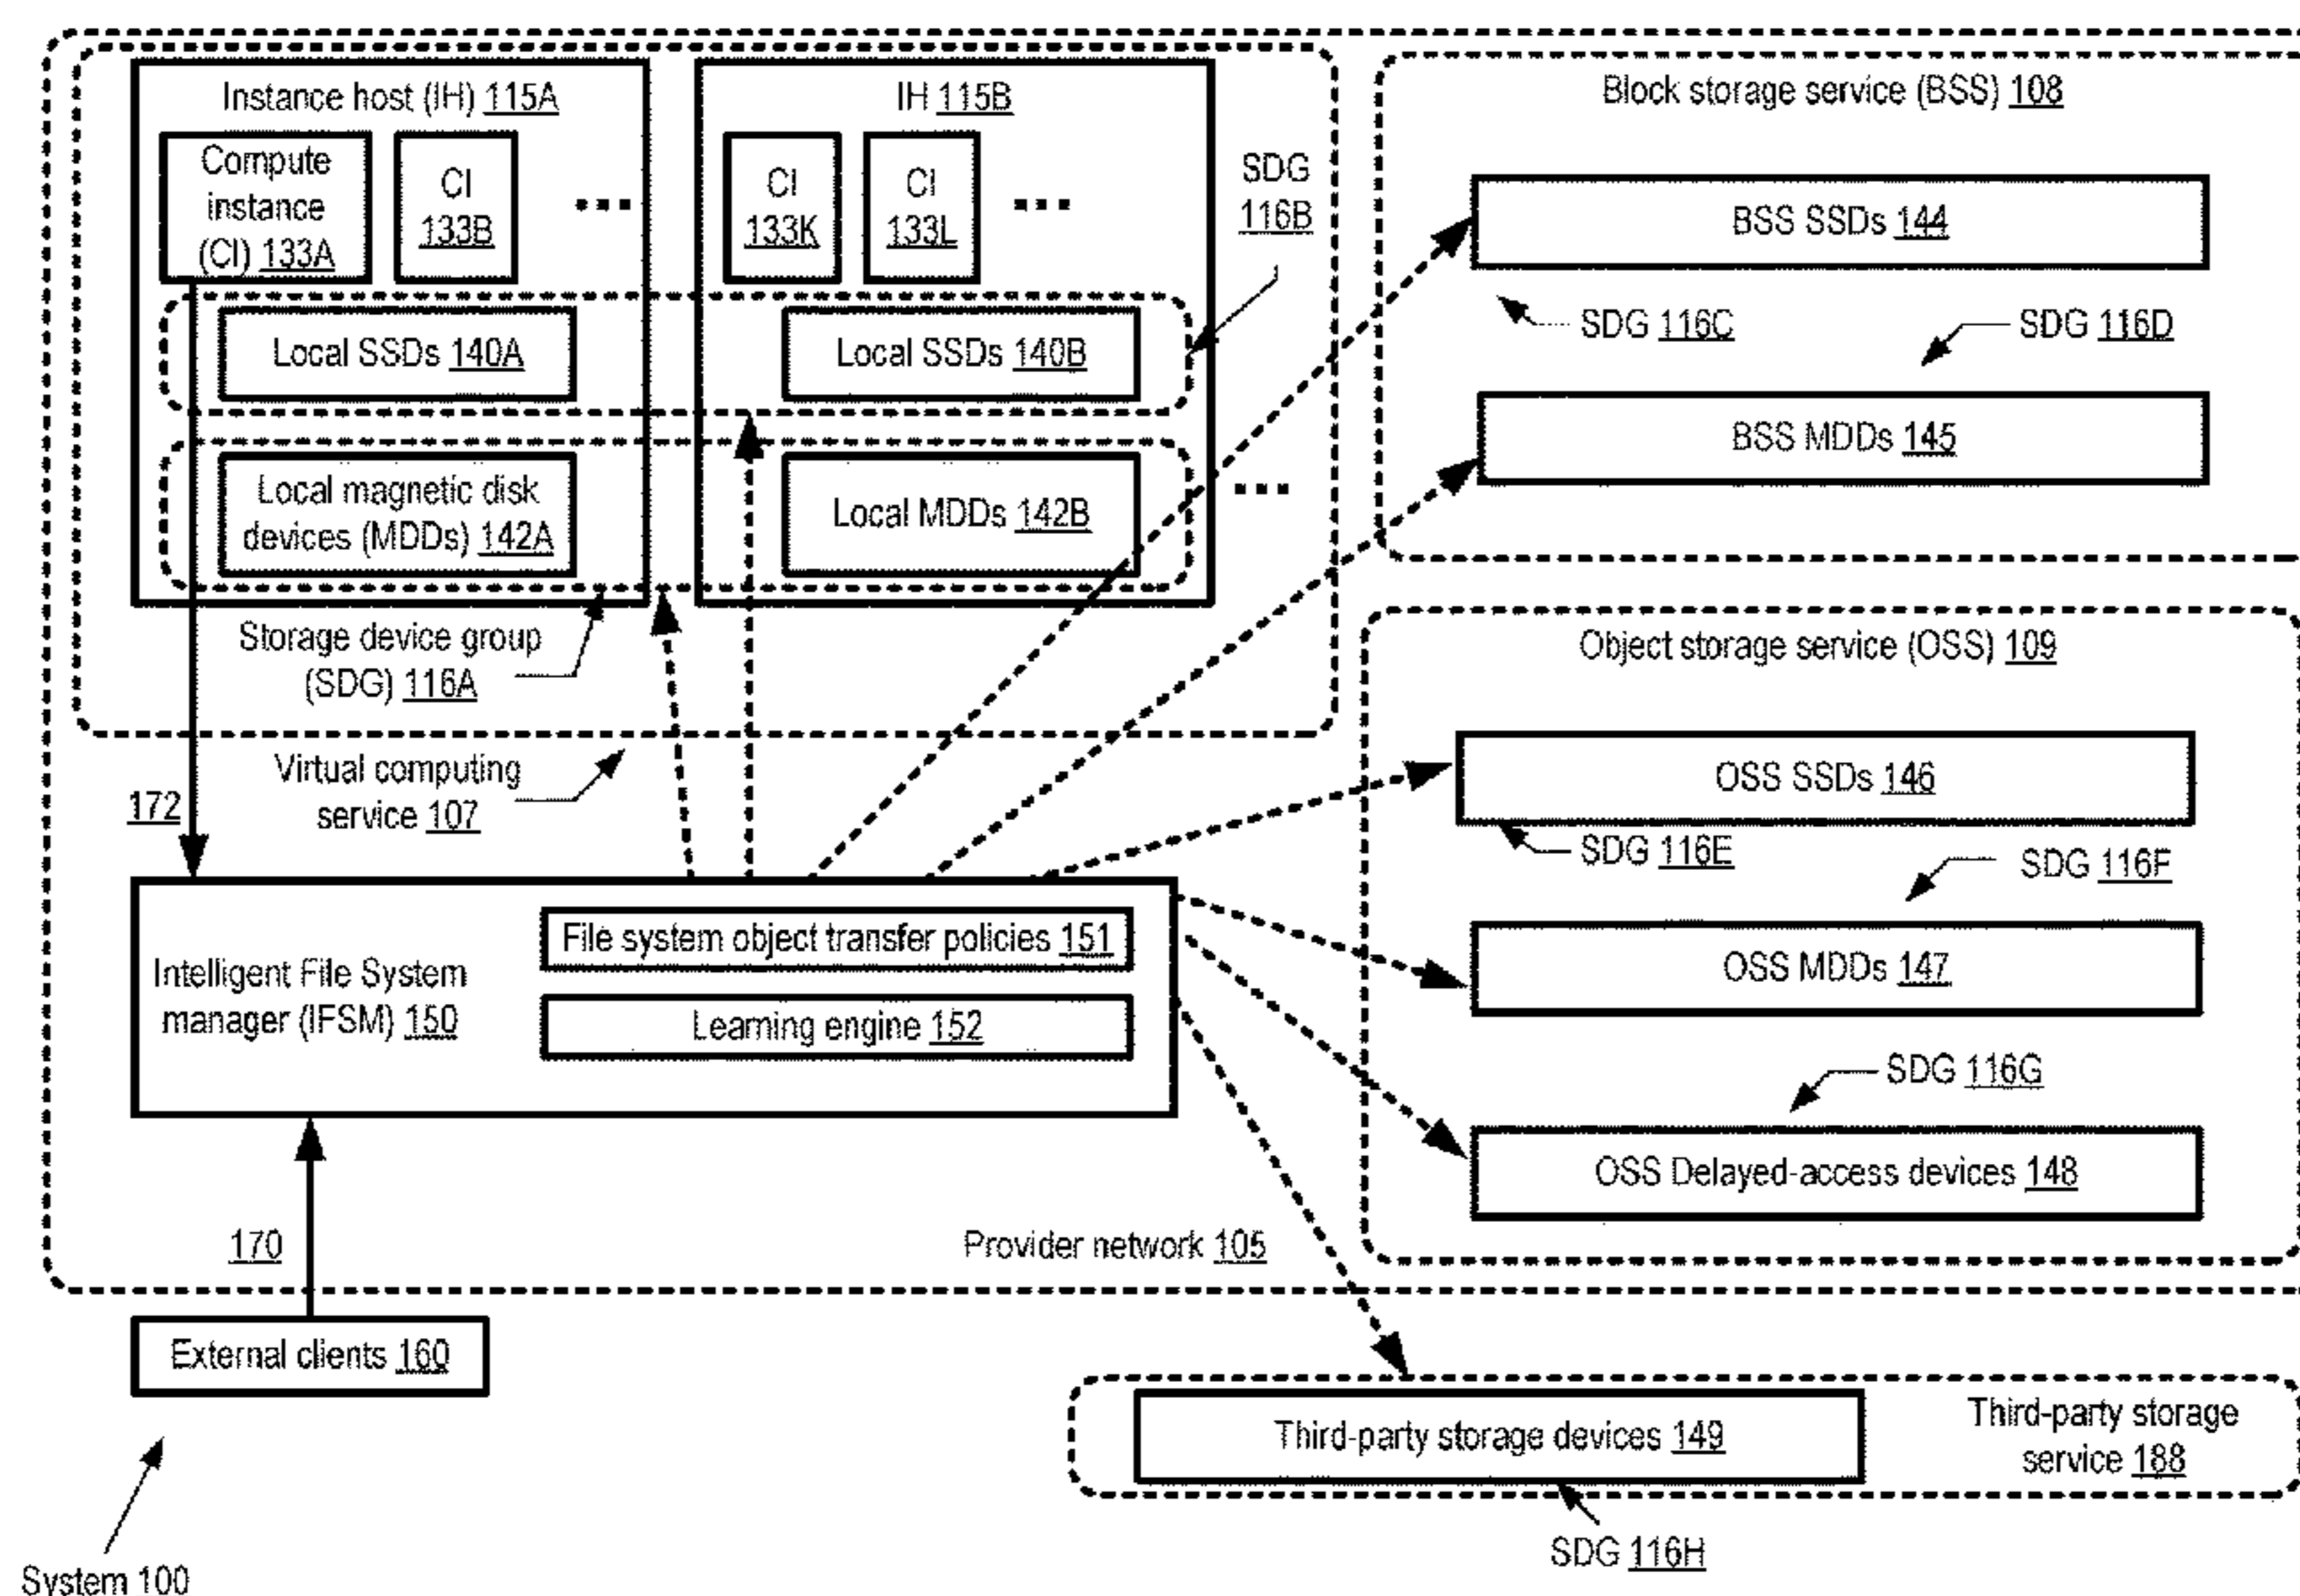 Instance host (IH) 115A
Compute
instance
(CI) 133A
CI
133B
...
IH 115B
CI
133K
CI
133L
...
SDG
116B
Local SSDs 140A
Local SSDs 140B
Local magnetic disk
devices (MDDs) 142A
Local MDDs 142B
...
Storage device group
(SDG) 116A
Virtual computing
service 107
Block storage service (BSS) 108
BSS SSDs 144
SDG 116C
SDG 116D
BSS MDDs 145
Object storage service (OSS) 109
OSS SSDs 146
SDG 116E
SDG 116F
OSS MDDs 147
SDG 116G
OSS Delayed-access devices 148
172
Intelligent File System
manager (IFSM) 150
File system object transfer policies 151
Learning engine 152
170
Provider network 105
External clients 160
Third-party storage devices 149
Third-party storage
service 188
SDG 116H
System 100